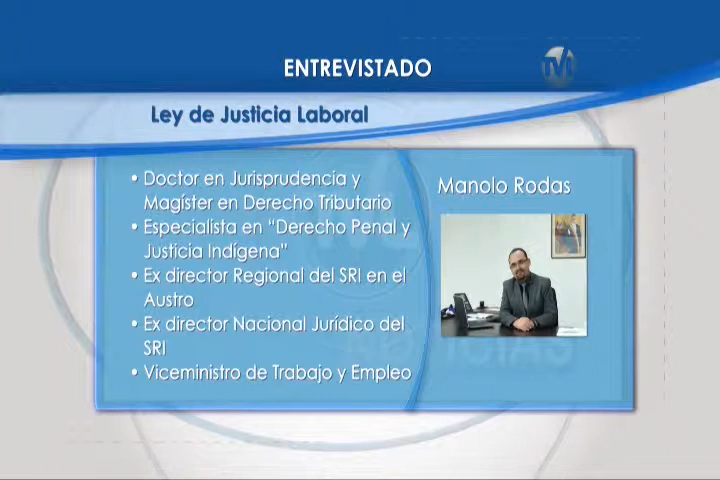 ENTREVISTADO
TVL
Ley de Justicia Laboral
• Doctor en Jurisprudencia y
Magíster en Derecho Tributario
• Especialista en “Derecho Penal y
Justicia Indígena”
• Ex director Regional del SRI en el
Austro
• Ex director Nacional Jurídico del
SRI
• Viceministro de Trabajo y Empleo
Manolo Rodas